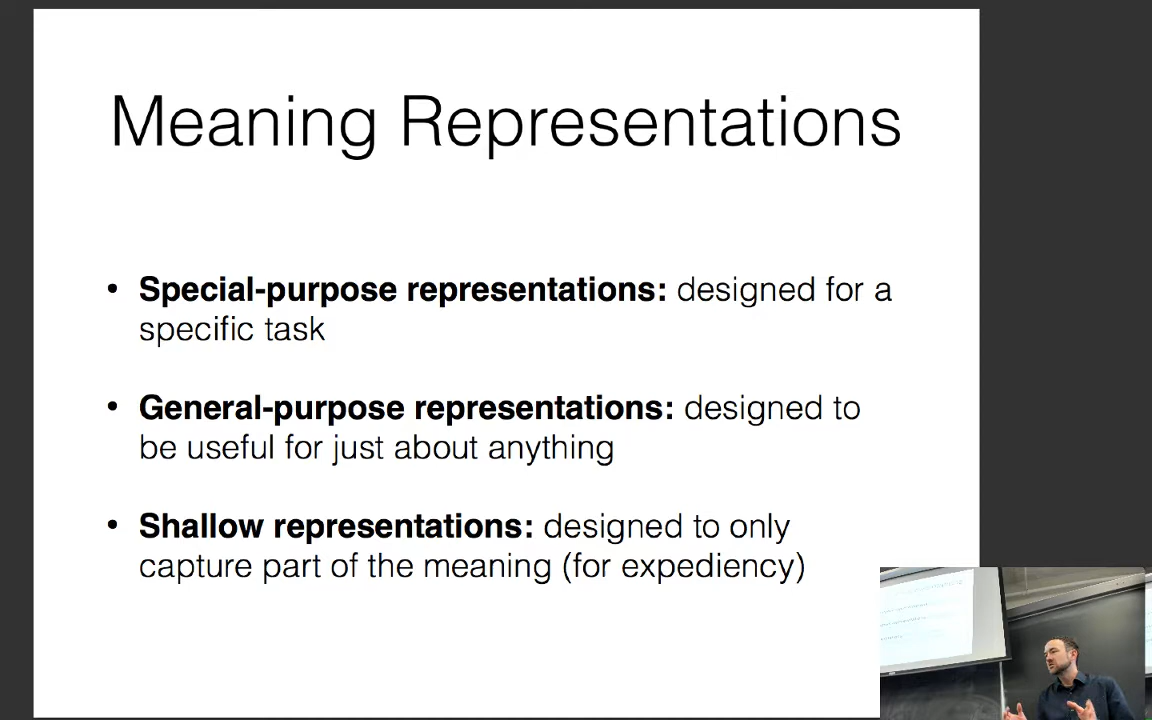 Meaning Representations
• Special-purpose representations: designed for a
specific task
• General-purpose representations: designed to
be useful for just about anything
• Shallow representations: designed to only
capture part of the meaning (for expediency)